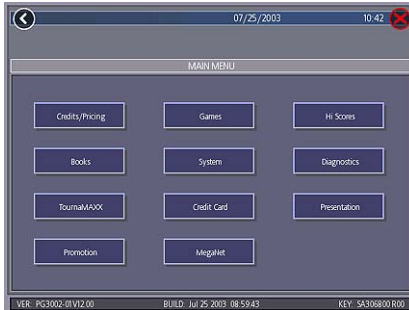 07/25/2003 10:42
MAIN MENU
Credits/Pricing Games Hi Scores
Books System Diagnostics
TournaMAXX Credit Card Presentation
Promotion MegaNet
VER: PG3002-01V12.00 BUILD: Jul 25 2003 08:59:43 KEY: SA306800 R00